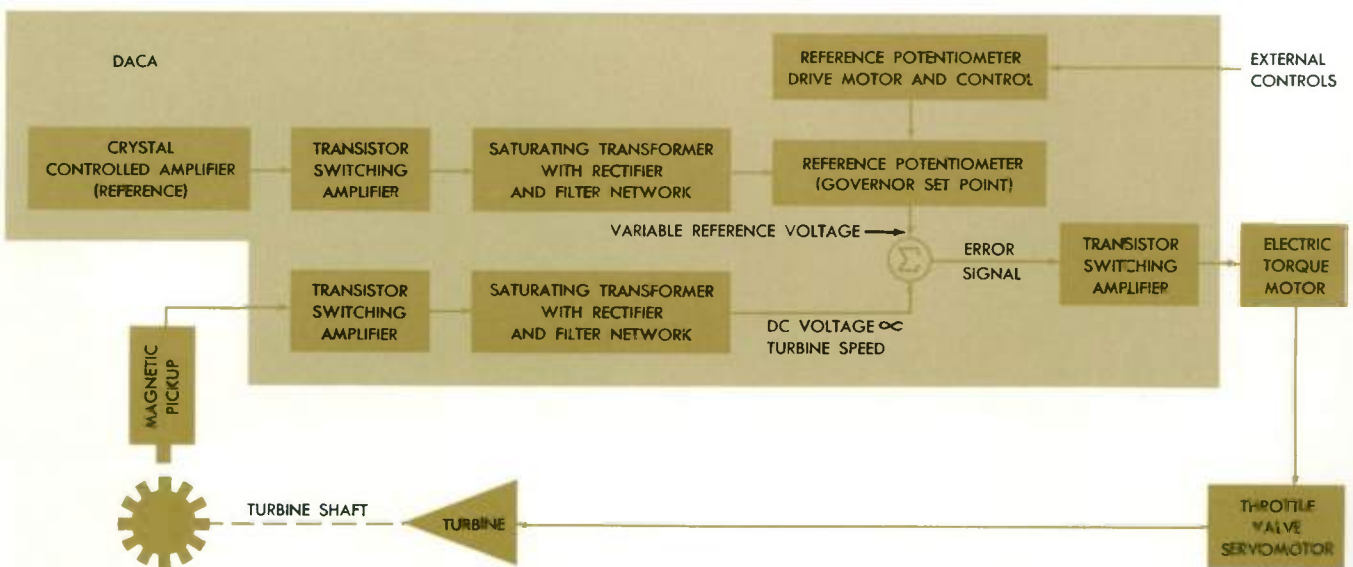 DACA
REFERENCE POTENTIOMETER
DRIVE MOTOR AND CONTROL
EXTERNAL
CONTROLS
CRYSTAL
CONTROLLED AMPLIFIER
(REFERENCE)
TRANSISTOR
SWITCHING
AMPLIFIER
SATURATING TRANSFORMER
WITH RECTIFIER
AND FILTER NETWORK
REFERENCE POTENTIOMETER
(GOVERNOR SET POINT)
VARIABLE REFERENCE VOLTAGE
Σ
ERROR
SIGNAL
TRANSISTOR
SWITCHING
AMPLIFIER
ELECTRIC
TORQUE
MOTOR
TRANSISTOR
SWITCHING
AMPLIFIER
SATURATING TRANSFORMER
WITH RECTIFIER
AND FILTER NETWORK
DC VOLTAGE ∝
TURBINE SPEED
MAGNETIC
PICKUP
TURBINE SHAFT
TURBINE
THROTTLE
VALVE
SERVOMOTOR